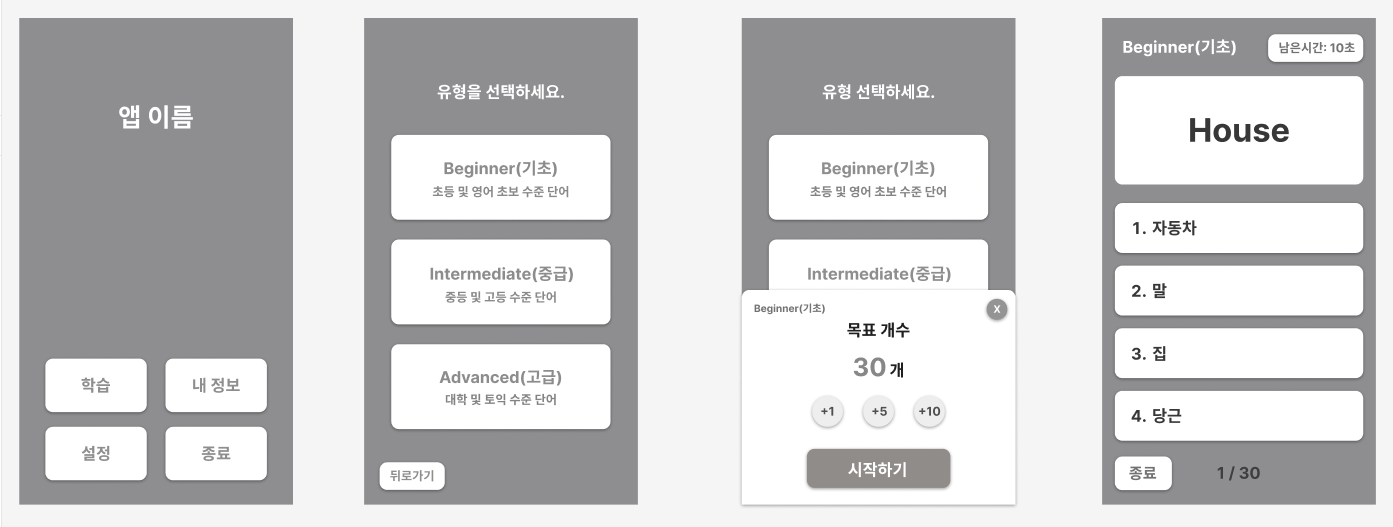 앱 이름
학습
내 정보
설정
종료
유형을 선택하세요.
Beginner(기초)
초등 및 영어 초보 수준 단어
Intermediate(중급)
중등 및 고등 수준 단어
Advanced(고급)
대학 및 토익 수준 단어
뒤로가기
유형 선택하세요.
Beginner(기초)
초등 및 영어 초보 수준 단어
Intermediate(중급)
Beginner(기초)
X
목표 개수
30 개
+1
+5
+10
시작하기
Beginner(기초)
남은시간: 10초
House
1. 자동차
2. 말
3. 집
4. 당근
종료
1 / 30